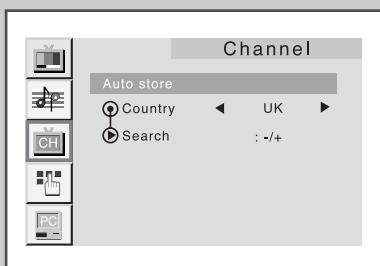 Channel
Auto store
Country ◀ UK ▶
Search : -/+
CH
PC